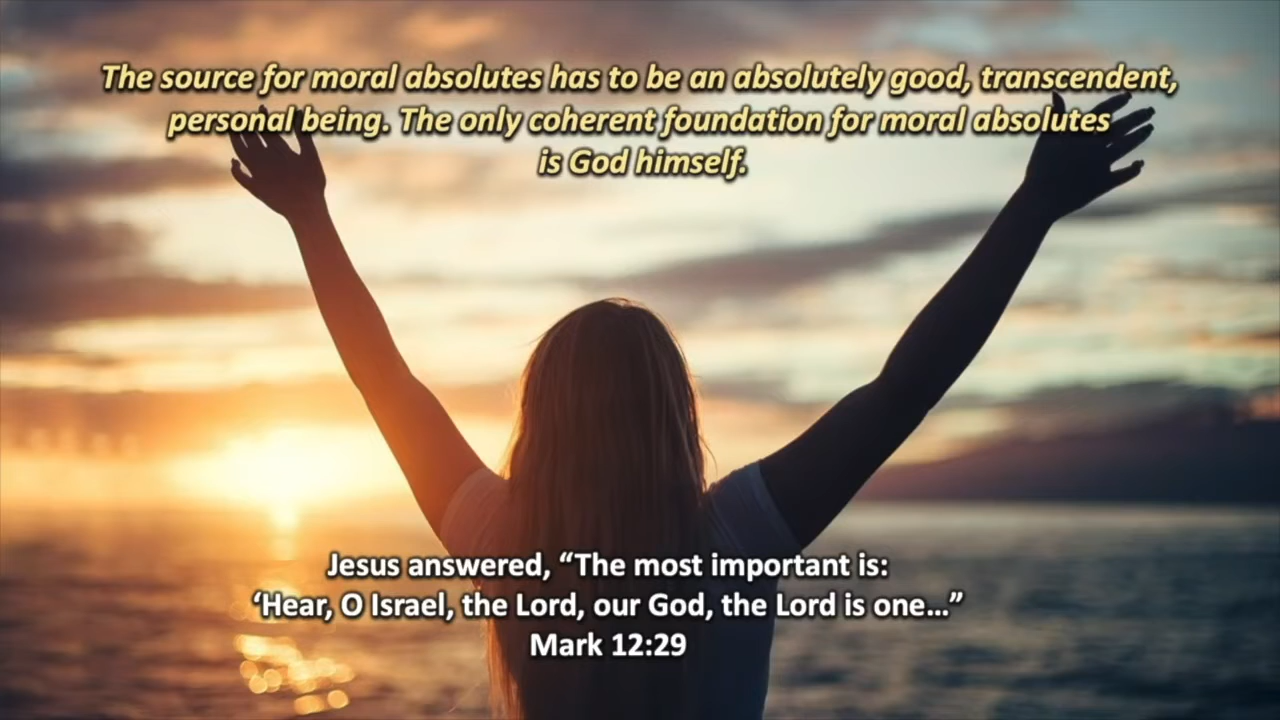 The source for moral absolutes has to be an absolutely good, transcendent,
personal being. The only coherent foundation for moral absolutes
is God himself.
Jesus answered, “The most important is:
‘Hear, O Israel, the Lord, our God, the Lord is one...”
Mark 12:29